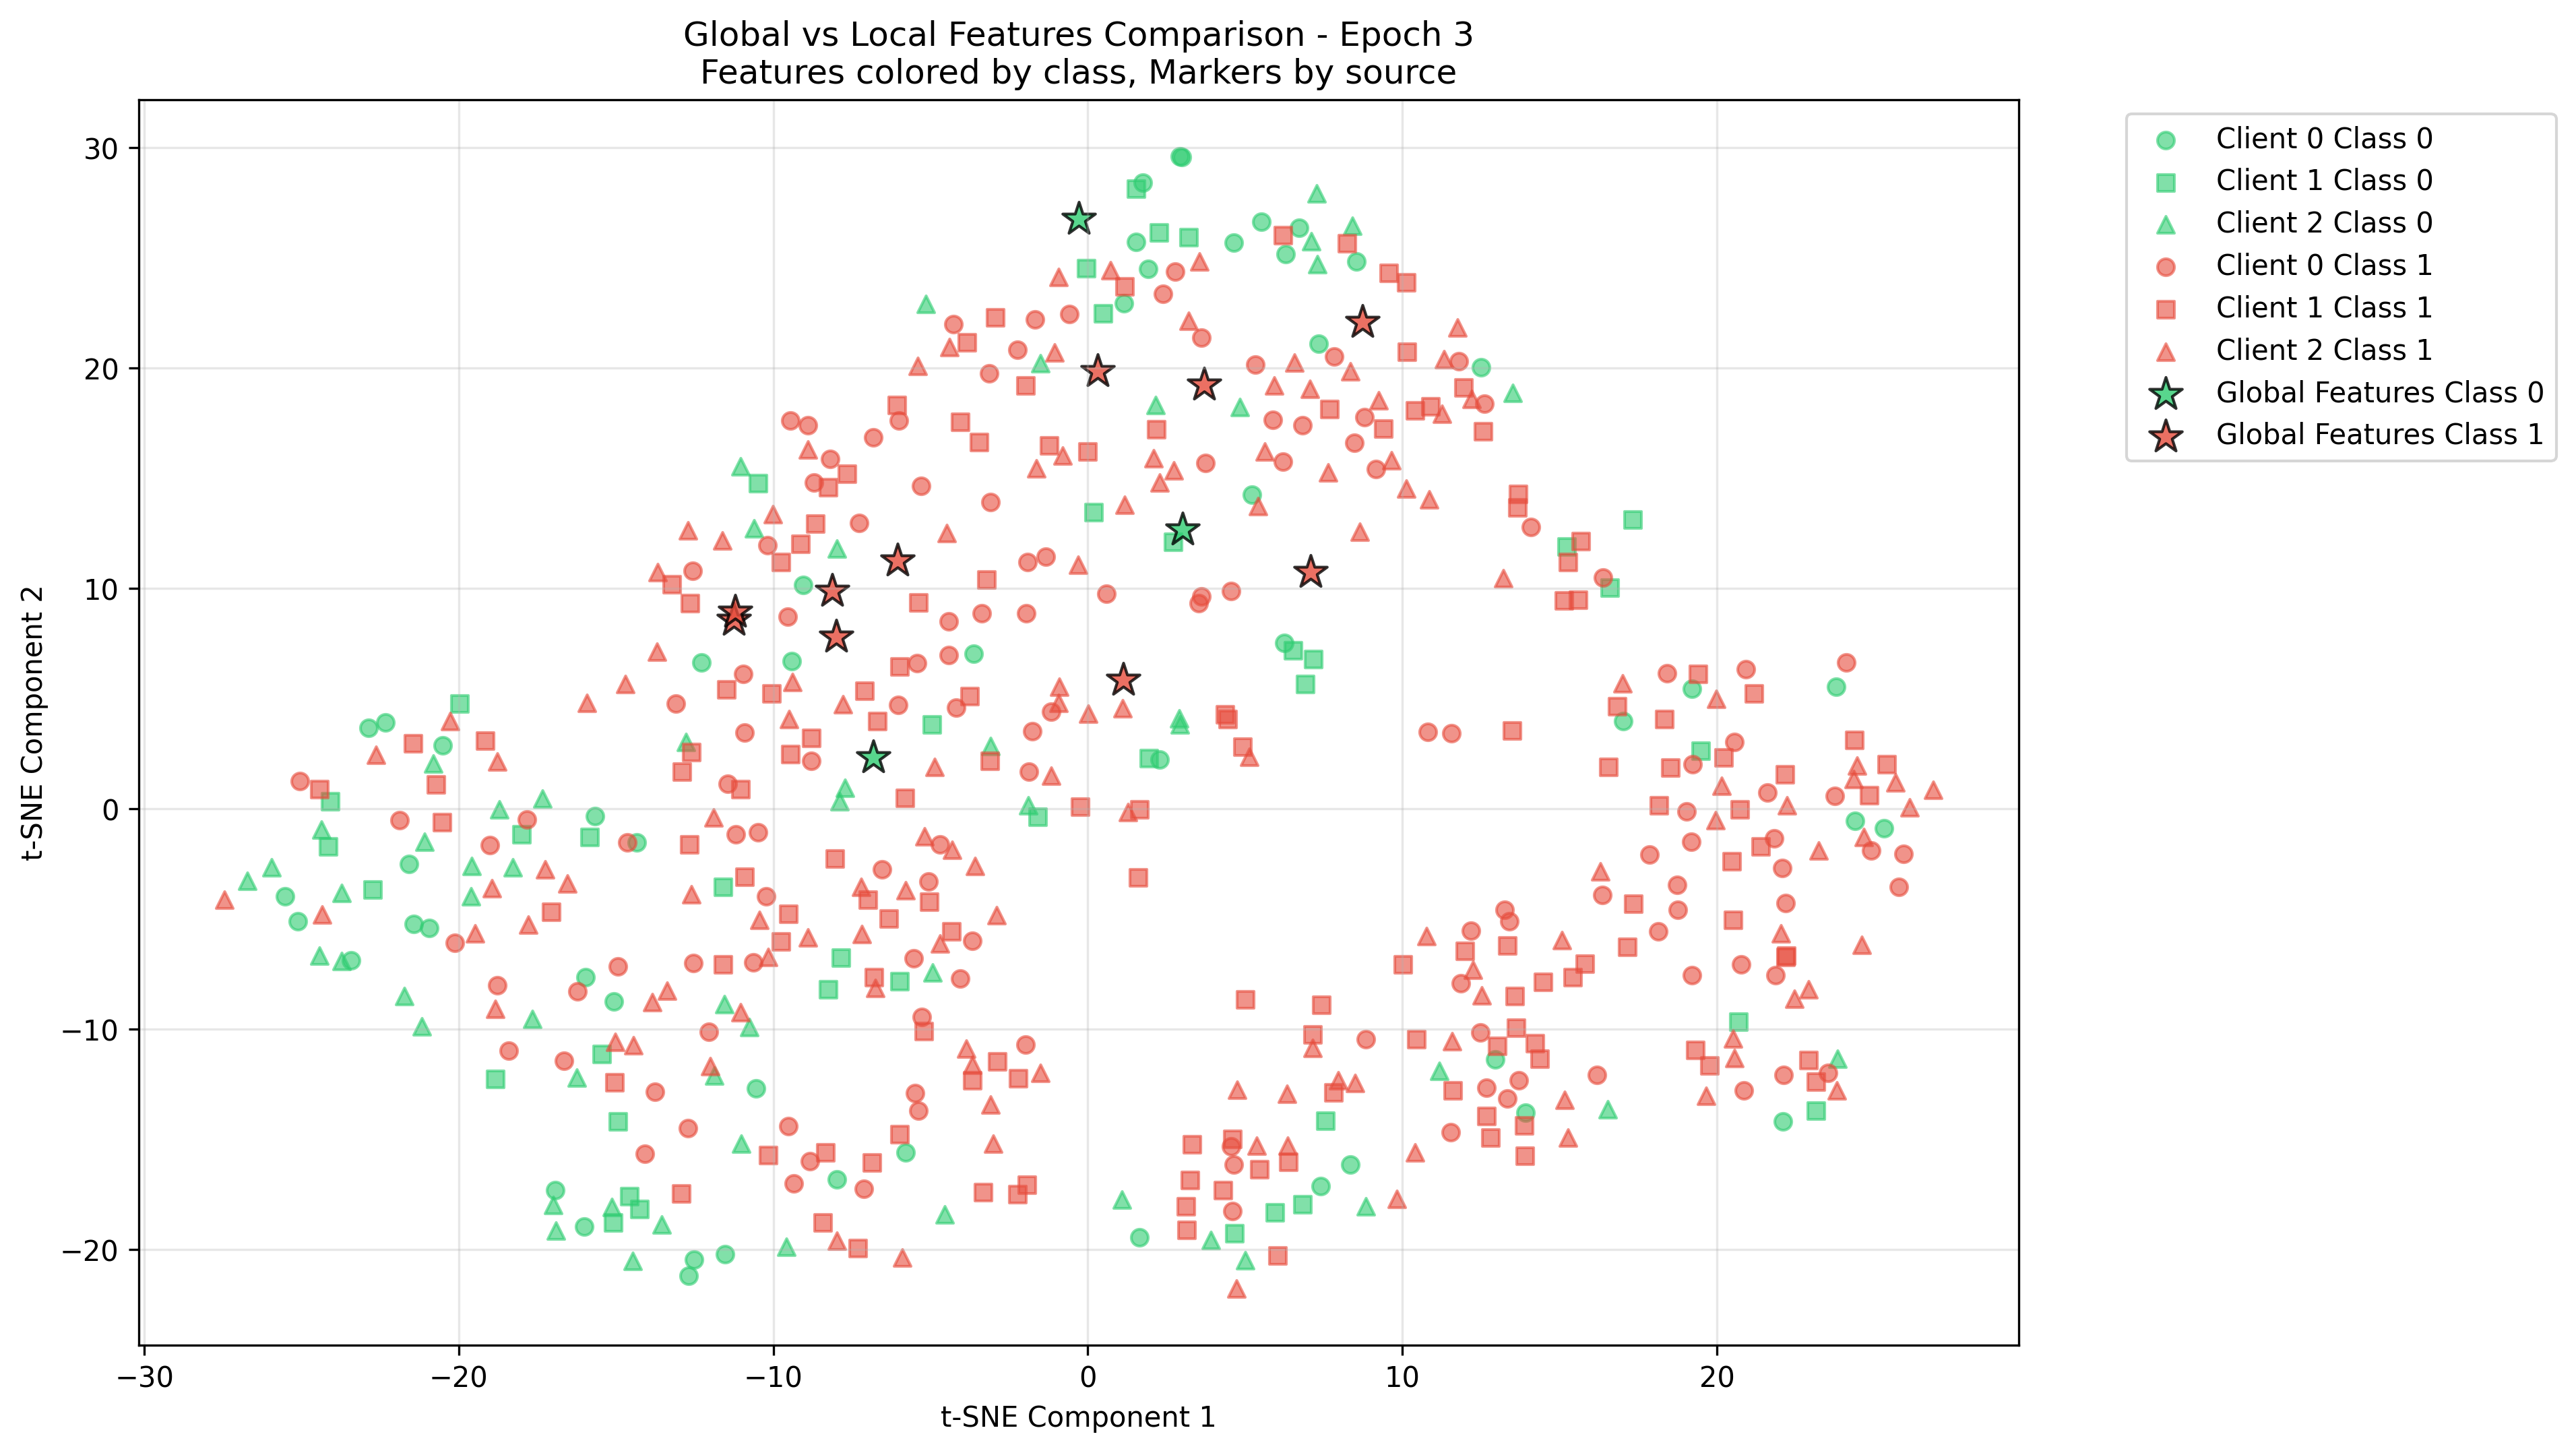 Global vs Local Features Comparison - Epoch 3
Features colored by class, Markers by source
30
20
10
0
−10
−20
t-SNE Component 2
−30
−20
−10
0
10
20
t-SNE Component 1
Client 0 Class 0
Client 1 Class 0
Client 2 Class 0
Client 0 Class 1
Client 1 Class 1
Client 2 Class 1
Global Features Class 0
Global Features Class 1